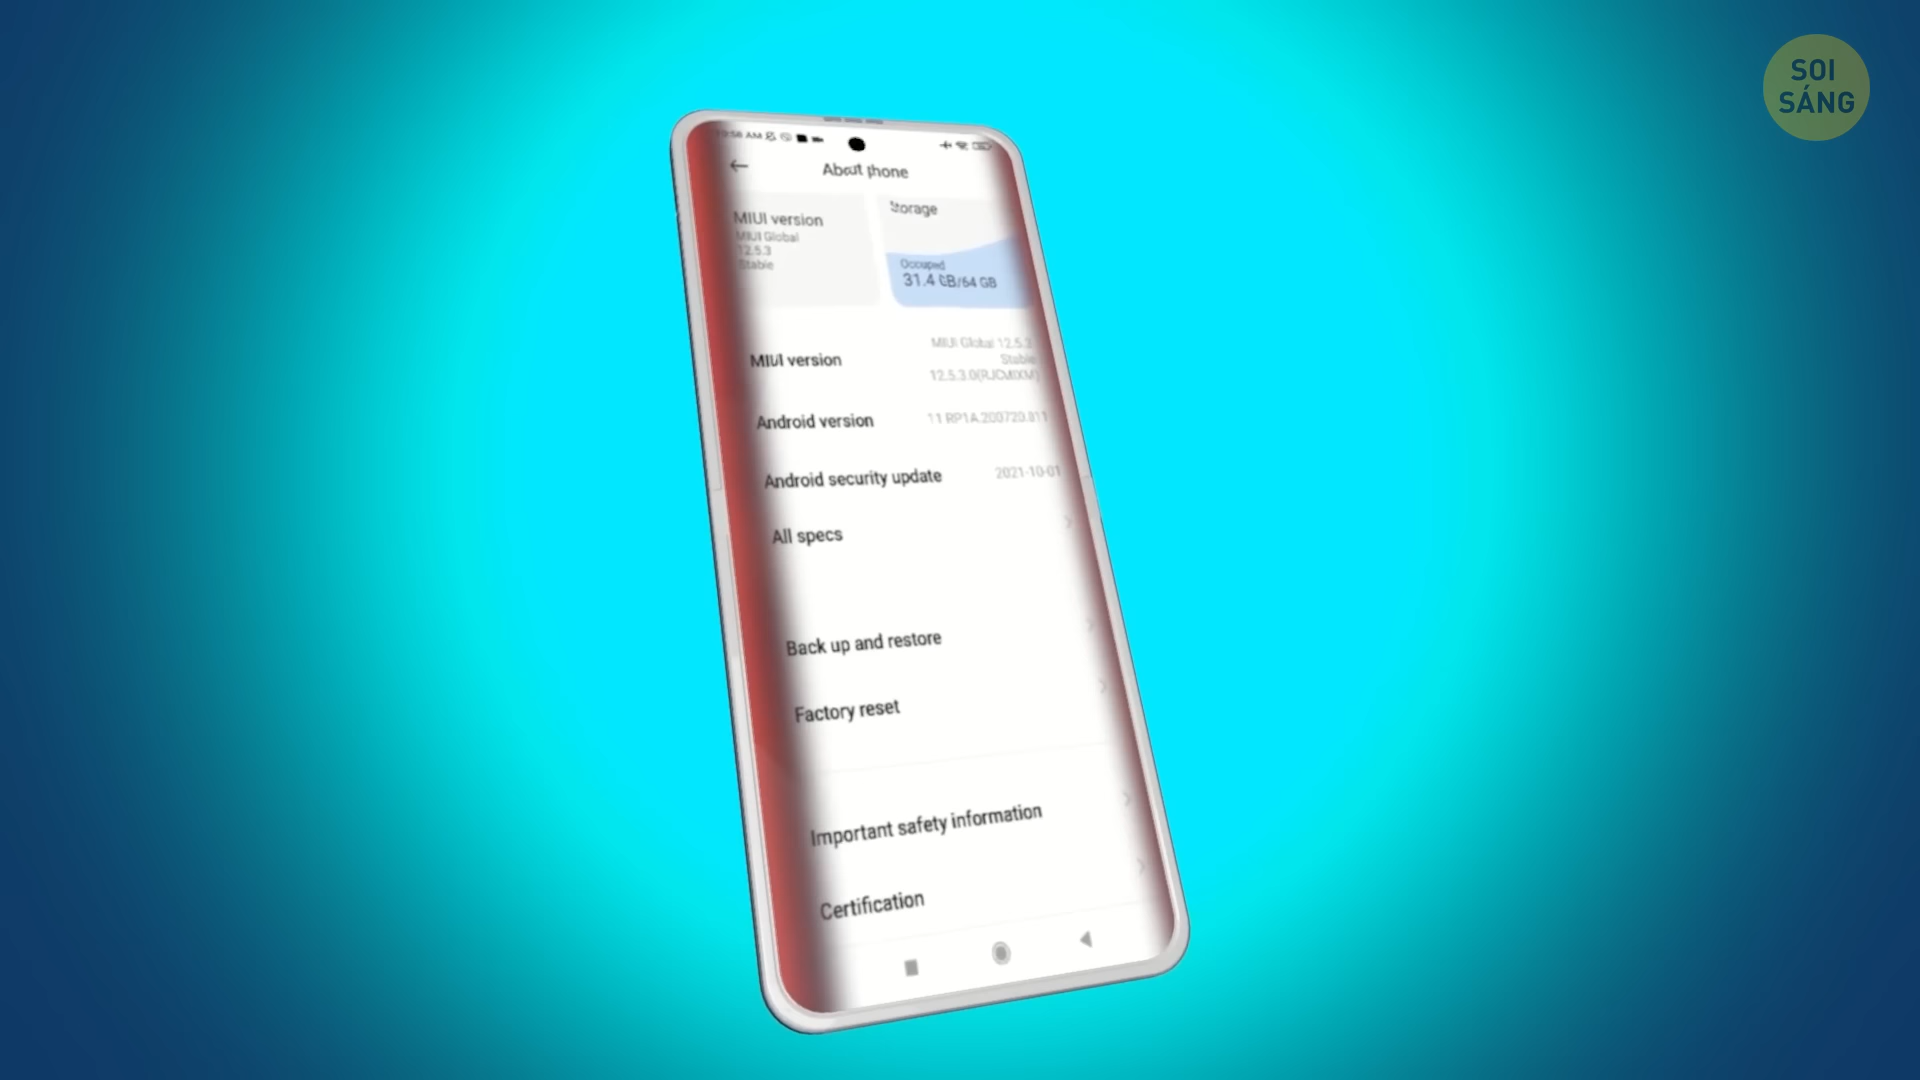 SOI
SÁNG
About phone
MIUI version
MIUI Global
12.5.3
Stable
Storage
Occupied
31.4 GB/64 GB
MIUI version
MIUI Global 12.5.3
Stable
12.5.3.0(RJCMIXM)
Android version
11 RP1A.200720.011
Android security update
2021-10-01
All specs
Back up and restore
Factory reset
Important safety information
Certification